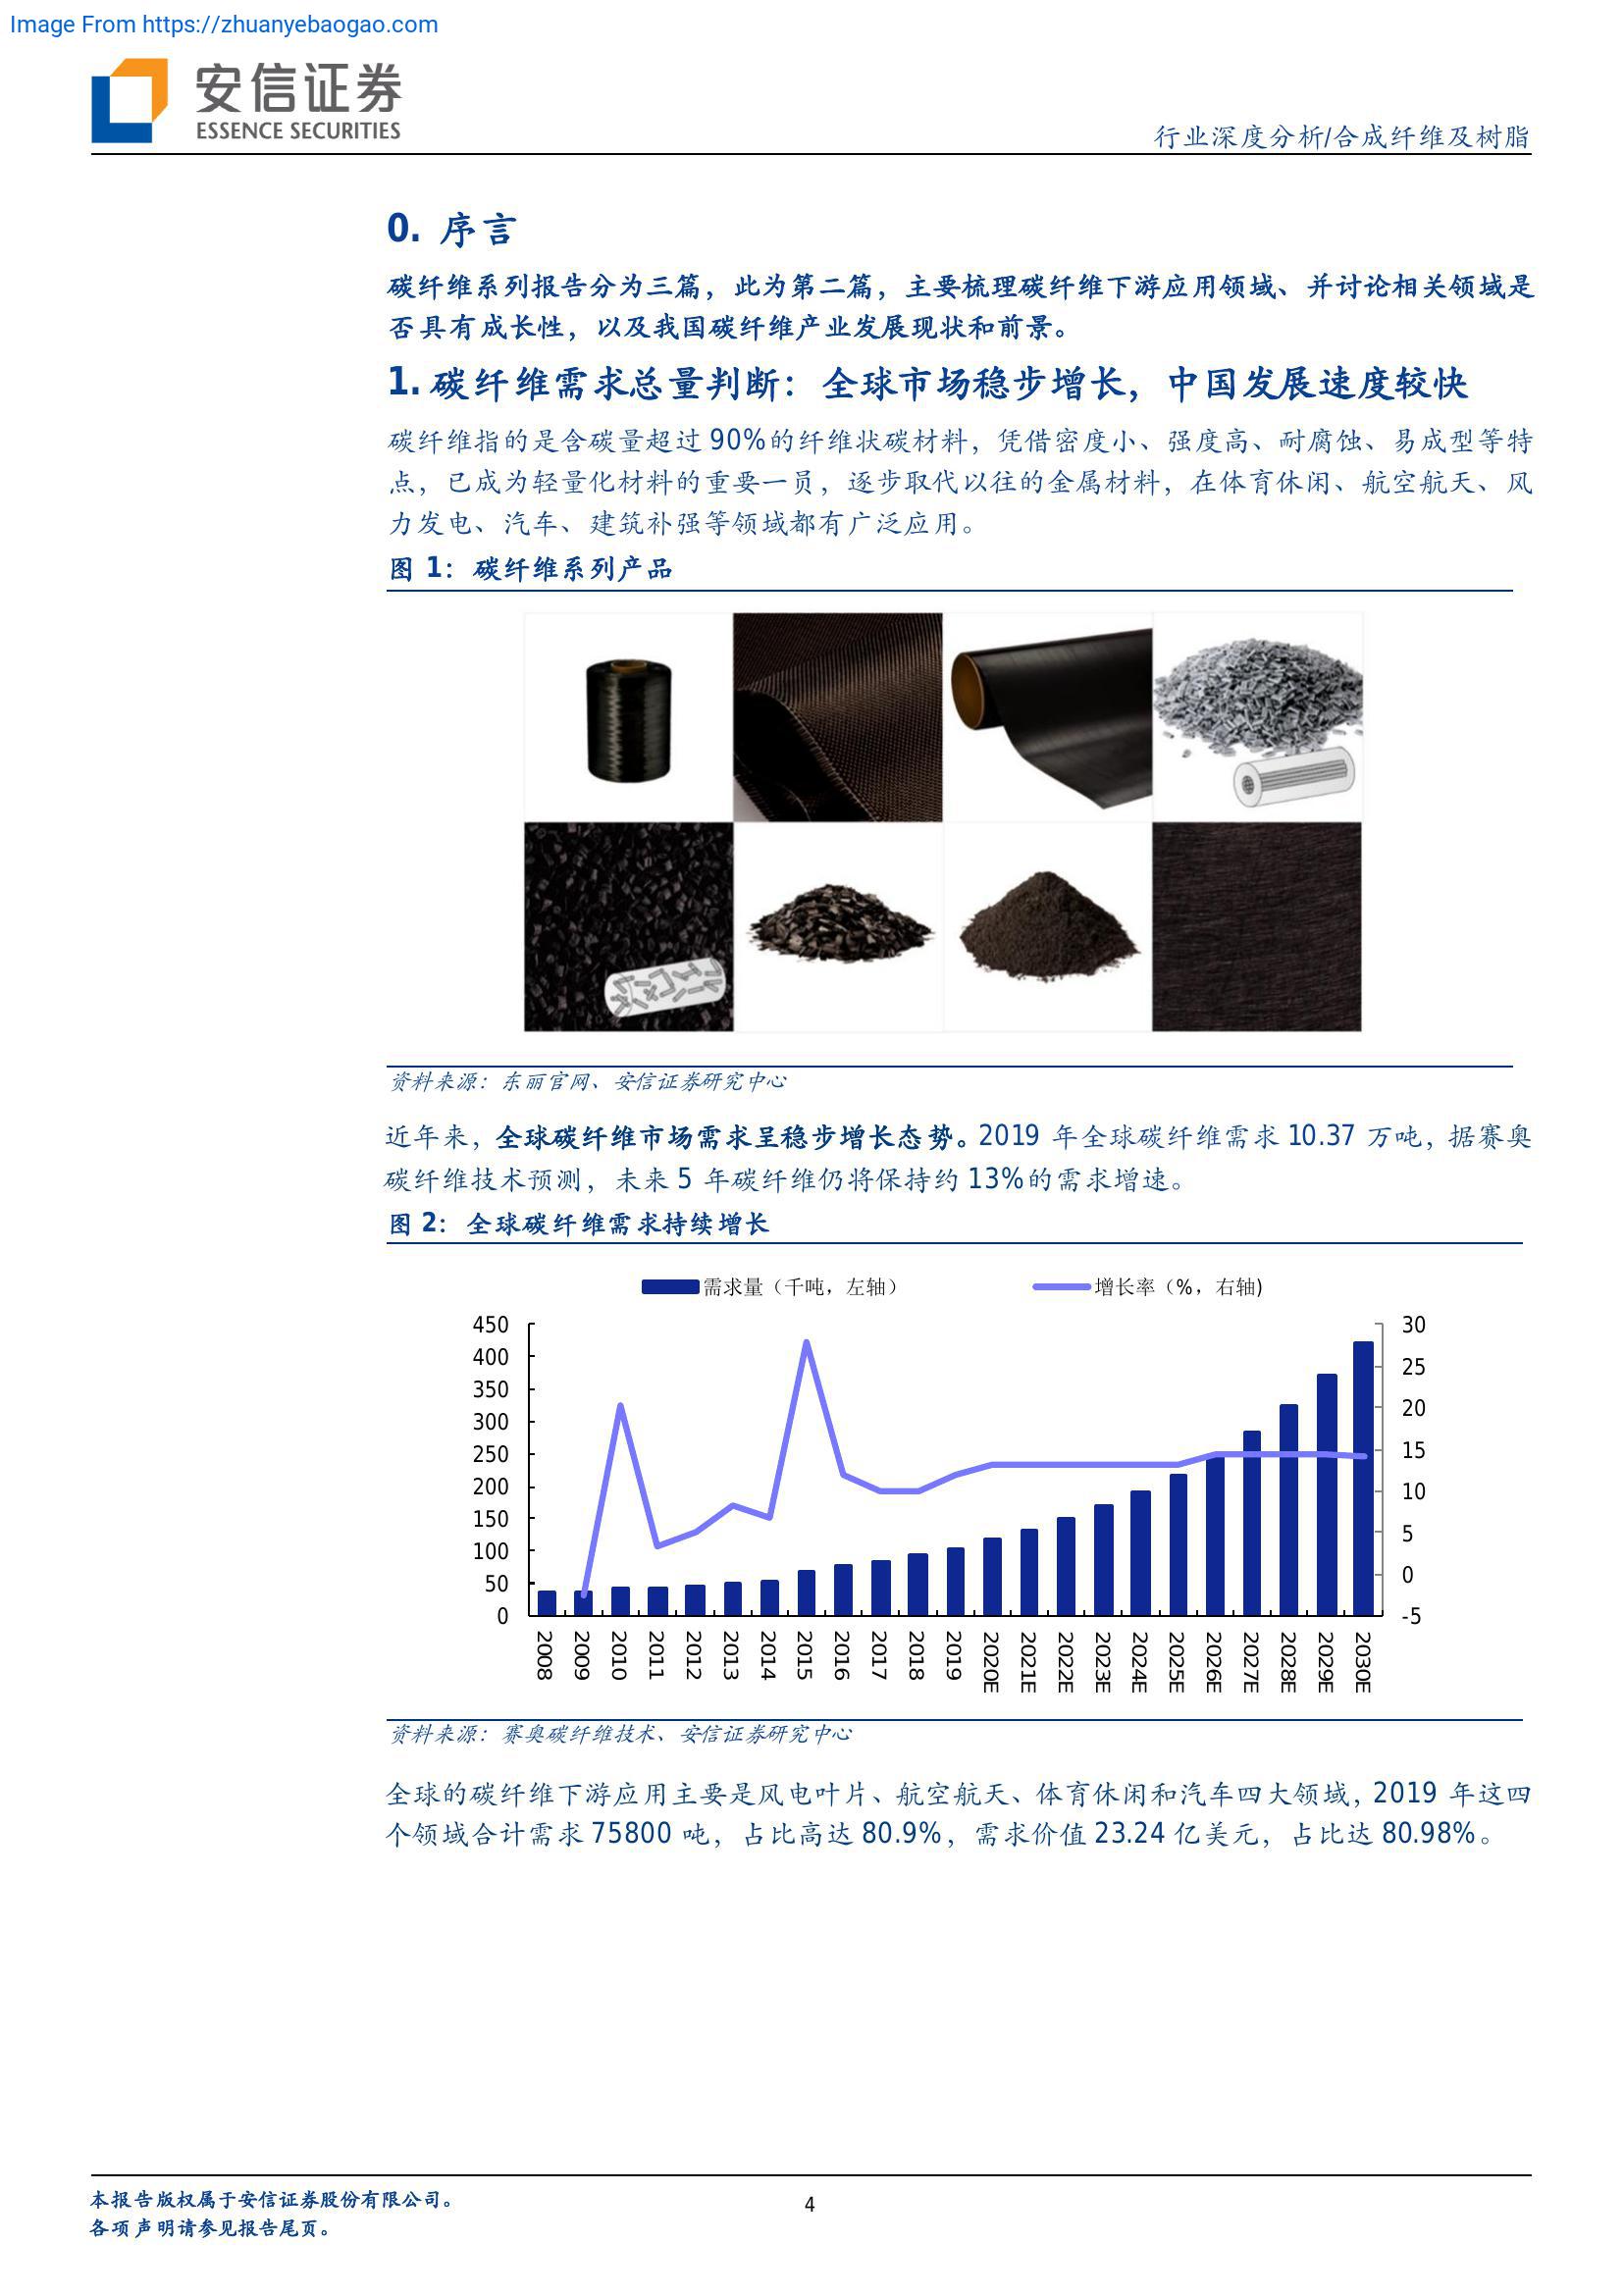 Image From https://zhuanyebaogao.com
安信证券
ESSENCE SECURITIES
行业深度分析/合成纤维及树脂
0. 序言
碳纤维系列报告分为三篇，此为第二篇，主要梳理碳纤维下游应用领域、并讨论相关领域是
否具有成长性，以及我国碳纤维产业发展现状和前景。
1. 碳纤维需求总量判断：全球市场稳步增长，中国发展速度较快
碳纤维指的是含碳量超过 90%的纤维状碳材料，凭借密度小、强度高、耐腐蚀、易成型等特
点，已成为轻量化材料的重要一员，逐步取代以往的金属材料，在体育休闲、航空航天、风
力发电、汽车、建筑补强等领域都有广泛应用。
图 1：碳纤维系列产品
资料来源：东丽官网、安信证券研究中心
近年来，全球碳纤维市场需求呈稳步增长态势。2019 年全球碳纤维需求 10.37 万吨，据赛奥
碳纤维技术预测，未来 5 年碳纤维仍将保持约 13%的需求增速。
图 2：全球碳纤维需求持续增长
需求量（千吨，左轴） 增长率（%，右轴)
450 30
400 25
350 20
300 15
250 10
200 5
150 0
100 -5
50
0
2008 2009 2010 2011 2012 2013 2014 2015 2016 2017 2018 2019 2020E 2021E 2022E 2023E 2024E 2025E 2026E 2027E 2028E 2029E 2030E
资料来源：赛奥碳纤维技术、安信证券研究中心
全球的碳纤维下游应用主要是风电叶片、航空航天、体育休闲和汽车四大领域，2019 年这四
个领域合计需求 75800 吨，占比高达 80.9%，需求价值 23.24 亿美元，占比达 80.98%。
本报告版权属于安信证券股份有限公司。
各项声明请参见报告尾页。
4